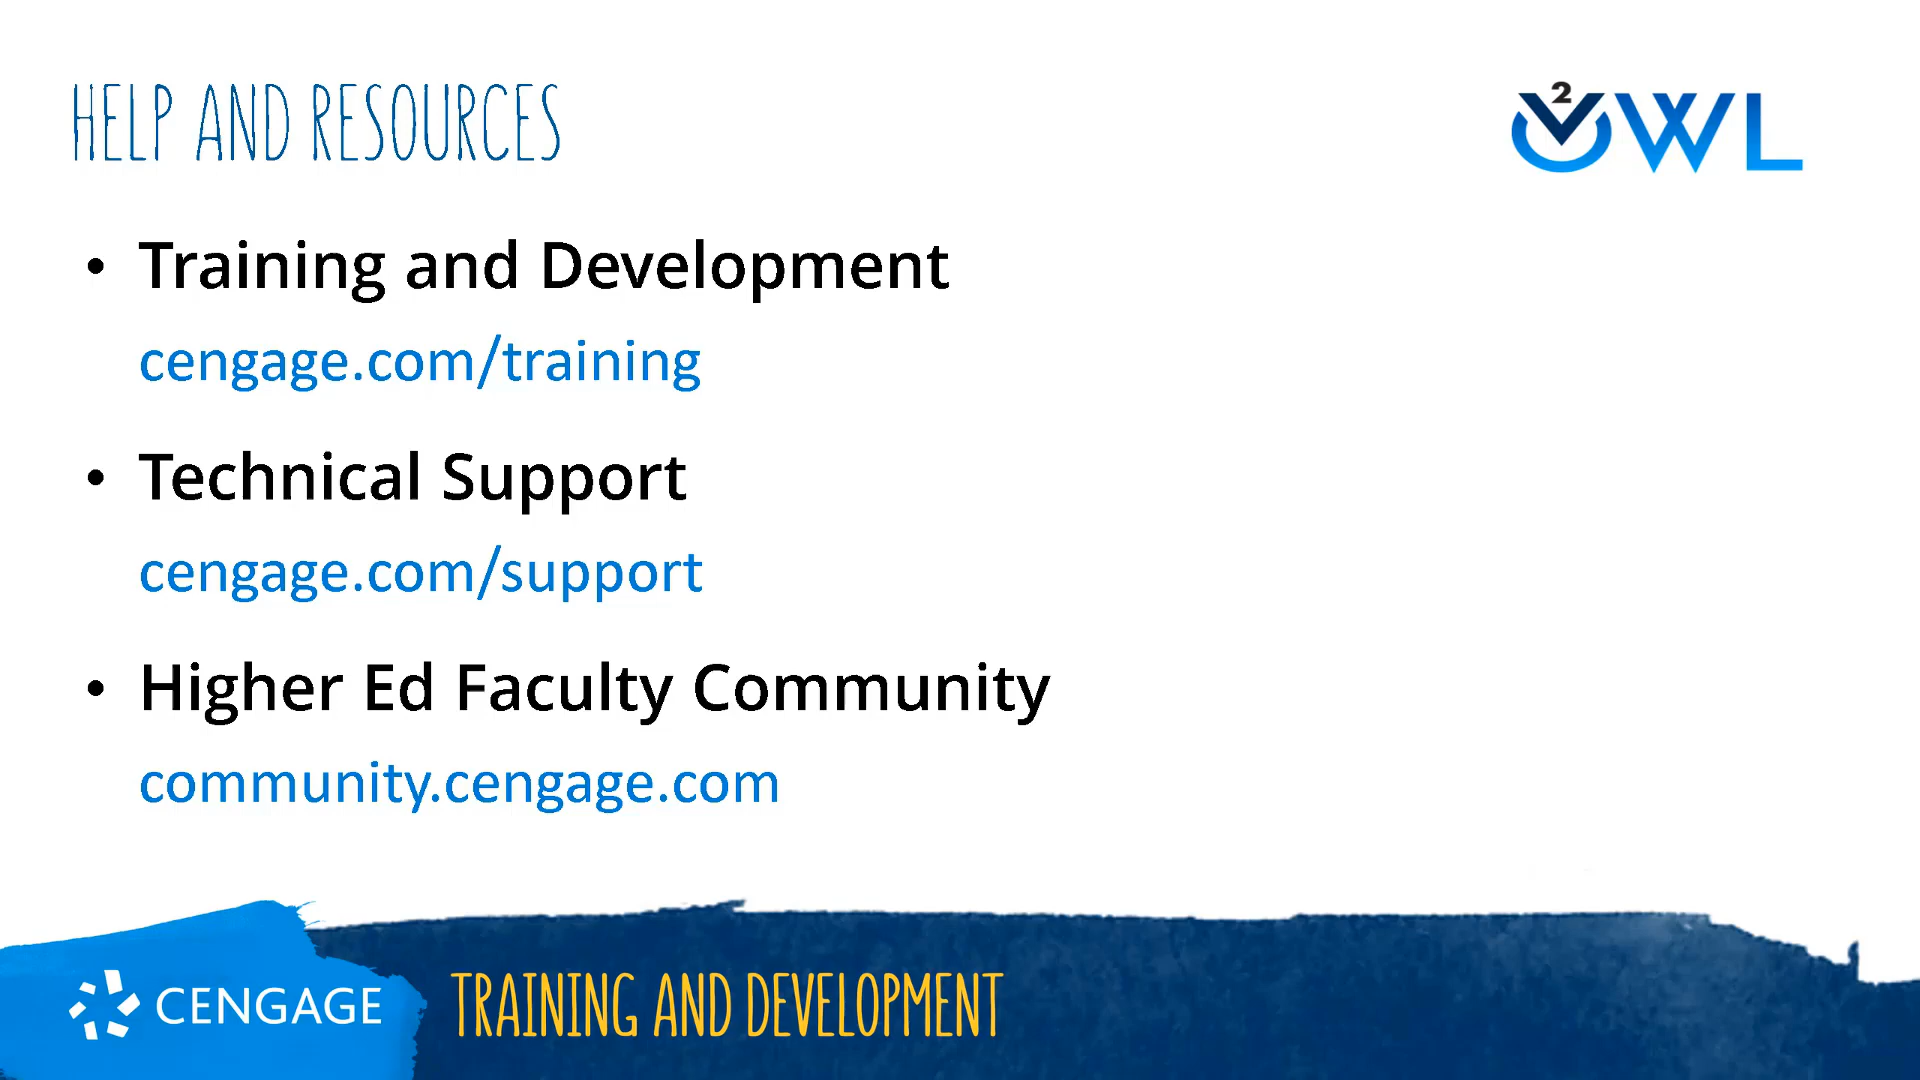 HELP AND RESOURCES
OWL
2
• Training and Development
cengage.com/training
• Technical Support
cengage.com/support
• Higher Ed Faculty Community
community.cengage.com
CENGAGE
TRAINING AND DEVELOPMENT